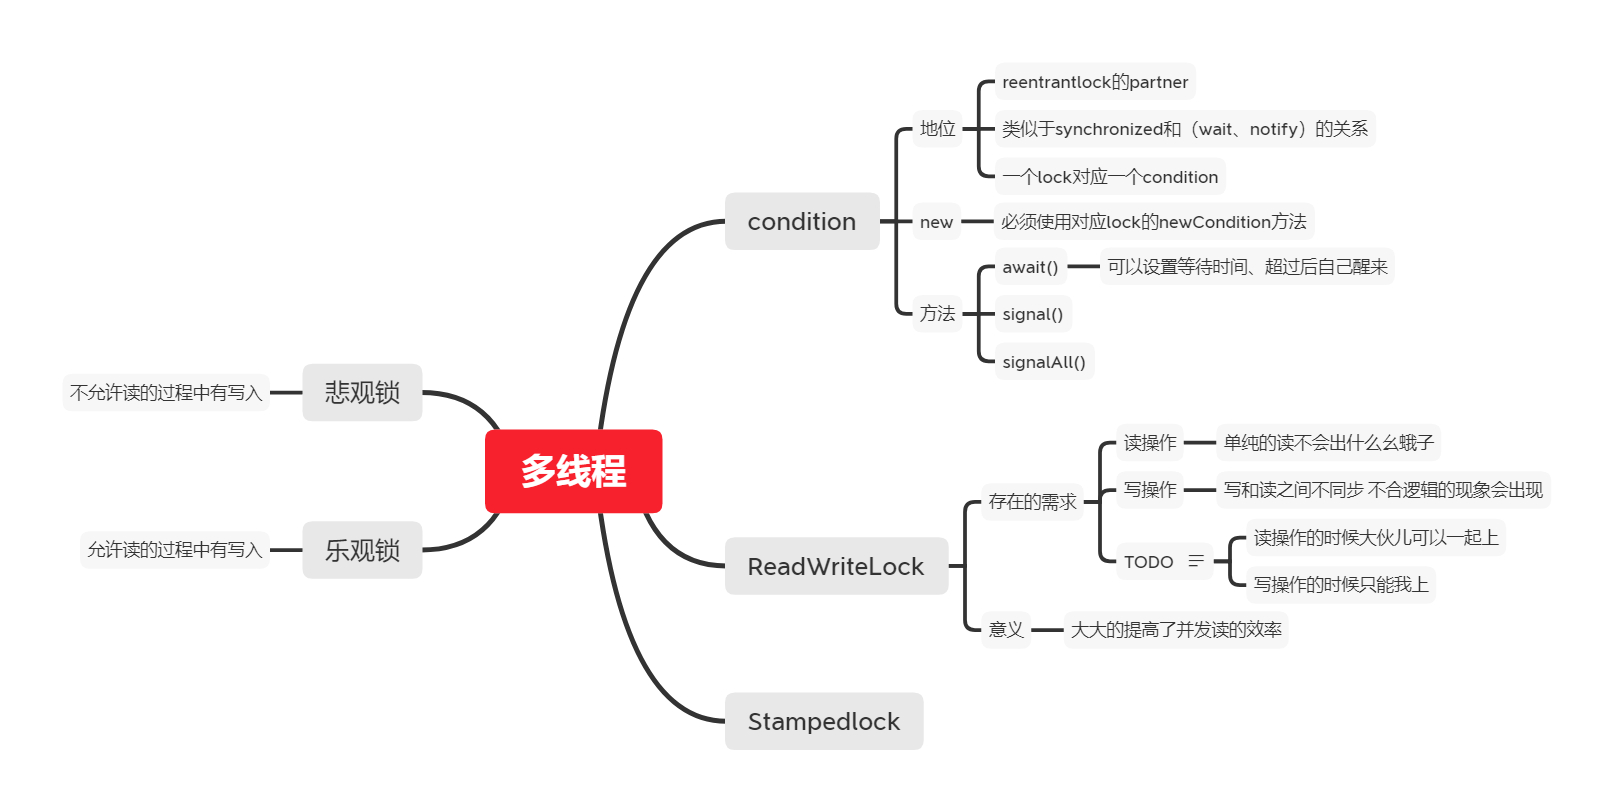 多线程
condition
地位
reentrantlock的partner
类似于synchronized和（wait、notify）的关系
一个lock对应一个condition
new
必须使用对应lock的newCondition方法
方法
await()
可以设置等待时间、超过后自己醒来
signal()
signalAll()
ReadWriteLock
存在的需求
读操作
单纯的读不会出什么幺蛾子
写操作
写和读之间不同步 不合逻辑的现象会出现
TODO
读操作的时候大伙儿可以一起上
写操作的时候只能我上
意义
大大的提高了并发读的效率
Stampedlock
悲观锁
不允许读的过程中有写入
乐观锁
允许读的过程中有写入